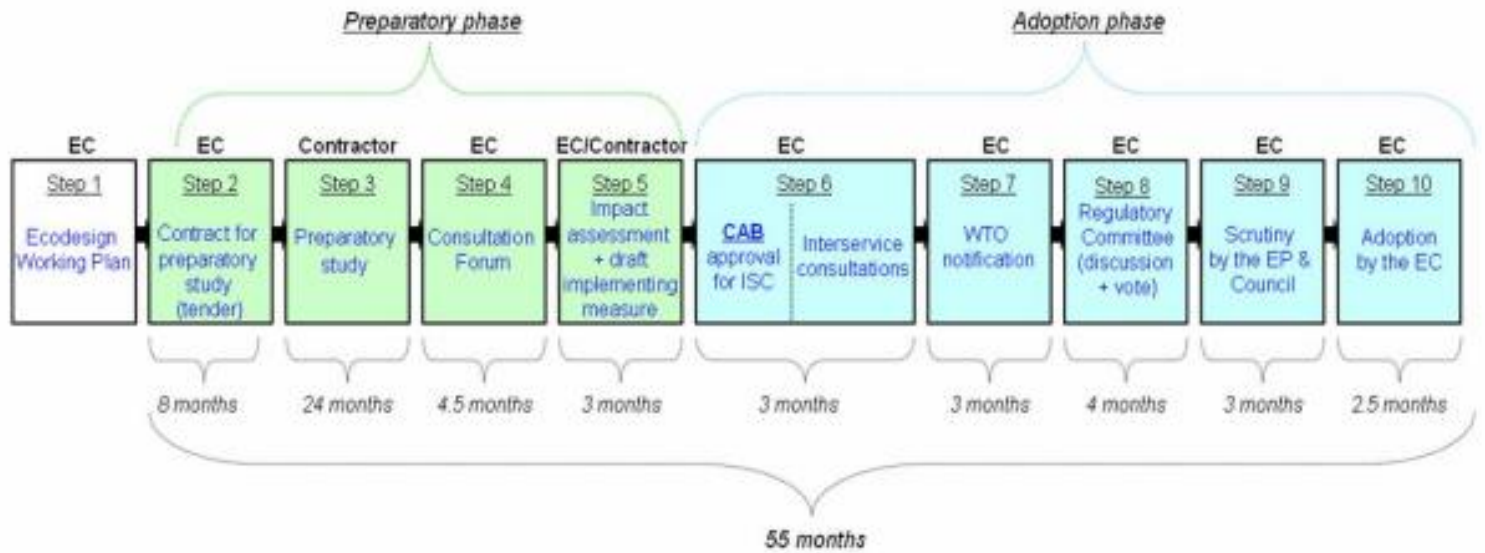 Preparatory phase
Adoption phase
EC
EC
Contractor
EC
EC/Contractor
EC
EC
EC
EC
EC
Step 1
Ecodesign
Working Plan
Step 2
Contract for
preparatory
study
(tender)
Step 3
Preparatory
study
Step 4
Consultation
Forum
Step 5
Impact
assessment
+ draft
implementing
measure
Step 6
CAB
approval
for ISC
Interservice
consultations
Step 7
WTO
notification
Step 8
Regulatory
Committee
(discussion
+ vote)
Step 9
Scrutiny
by the EP &
Council
Step 10
Adoption
by the EC
8 months
24 months
4.5 months
3 months
3 months
3 months
4 months
3 months
2.5 months
55 months